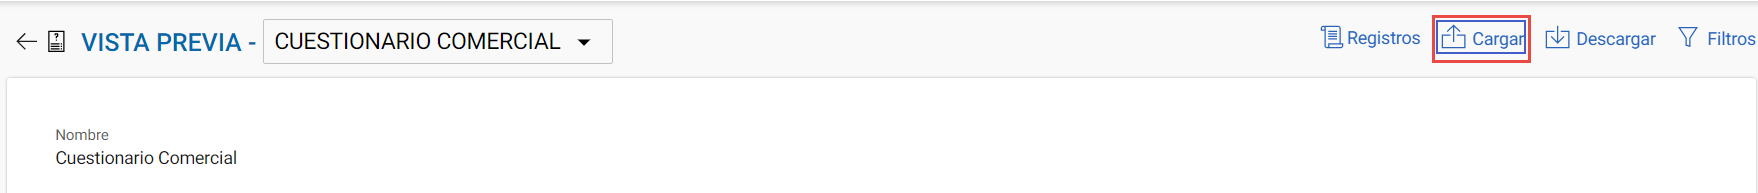 VISTA PREVIA - CUESTIONARIO COMERCIAL Registros Cargar Descargar Filtros
Nombre
Cuestionario Comercial